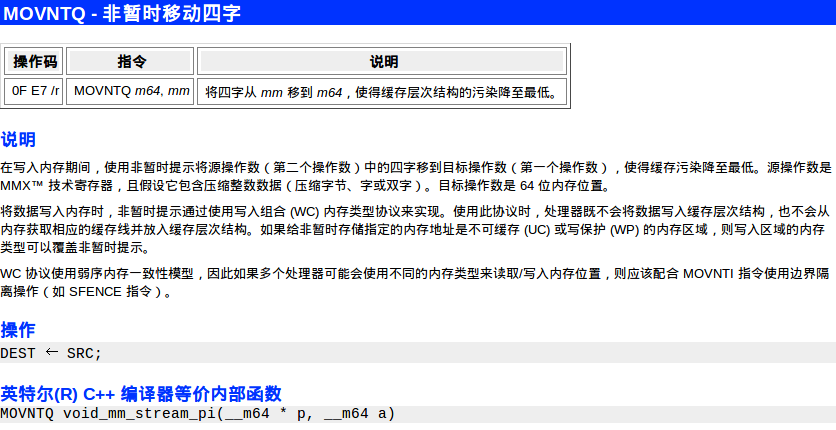 MOVNTQ - 非暂时移动四字
操作码 指令 说明
0F E7 /r MOVNTQ m64, mm 将四字从 mm 移到 m64，使得缓存层次结构的污染降至最低。
说明
在写入内存期间，使用非暂时提示将源操作数（第二个操作数）中的四字移到目标操作数（第一个操作数），使得缓存污染降至最低。源操作数是
MMX™ 技术寄存器，且假设它包含压缩整数数据（压缩字节、字或双字）。目标操作数是 64 位内存位置。
将数据写入内存时，非暂时提示通过使用写入组合 (WC) 内存类型协议来实现。使用此协议时，处理器既不会将数据写入缓存层次结构，也不会从
内存获取相应的缓存线并放入缓存层次结构。如果给非暂时存储指定的内存地址是不可缓存 (UC) 或写保护 (WP) 的内存区域，则写入区域的内存
类型可以覆盖非暂时提示。
WC 协议使用弱序内存一致性模型，因此如果多个处理器可能会使用不同的内存类型来读取/写入内存位置，则应该配合 MOVNTI 指令使用边界隔
离操作（如 SFENCE 指令）。
操作
DEST ← SRC;
英特尔(R) C++ 编译器等价内部函数
MOVNTQ void_mm_stream_pi(__m64 * p, __m64 a)